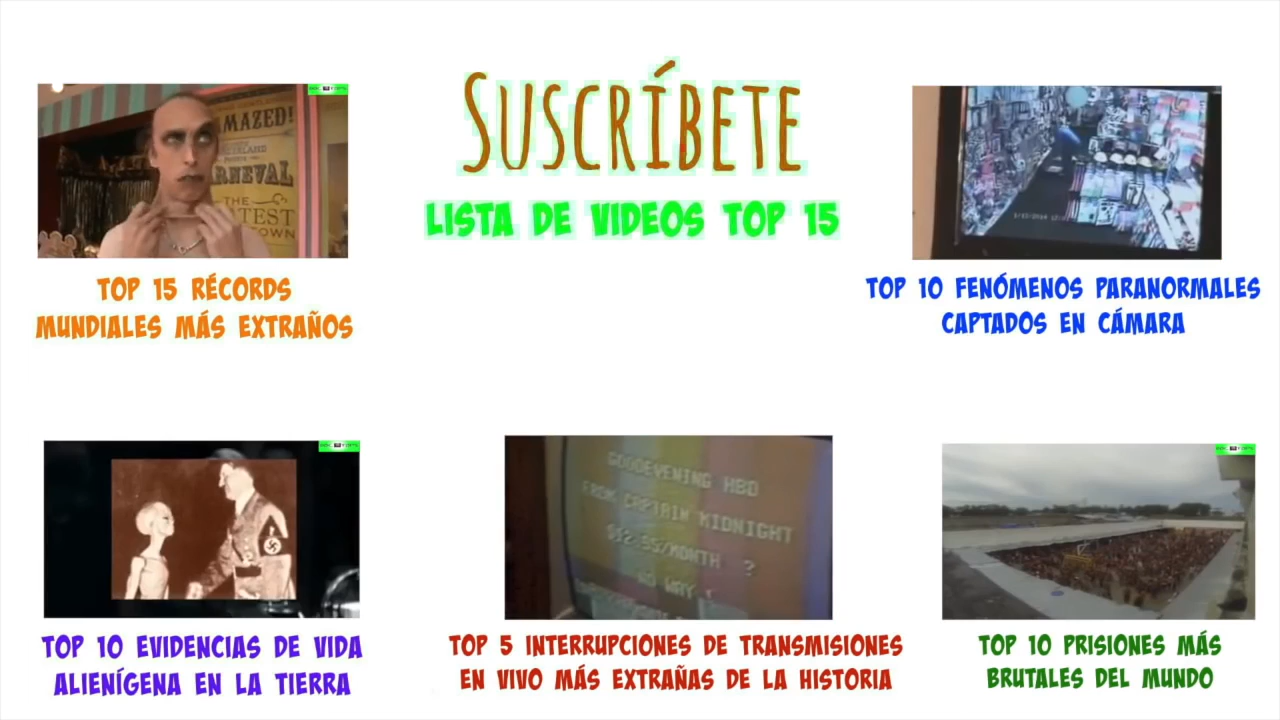 SUSCRÍBETE
LISTA DE VIDEOS TOP 15
MAZED!
RNEVAL
THE
TEST
TOWN
TOP 15 RÉCORDS
MUNDIALES MÁS EXTRAÑOS
TOP 10 FENÓMENOS PARANORMALES
CAPTADOS EN CÁMARA
TOP 10 EVIDENCIAS DE VIDA
ALIENÍGENA EN LA TIERRA
GOODEVENING HBO
FROM CAPTAIN MIDNIGHT
$12.95/MONTH ?
NO WAY !
TOP 5 INTERRUPCIONES DE TRANSMISIONES
EN VIVO MÁS EXTRAÑAS DE LA HISTORIA
TOP 10 PRISIONES MÁS
BRUTALES DEL MUNDO